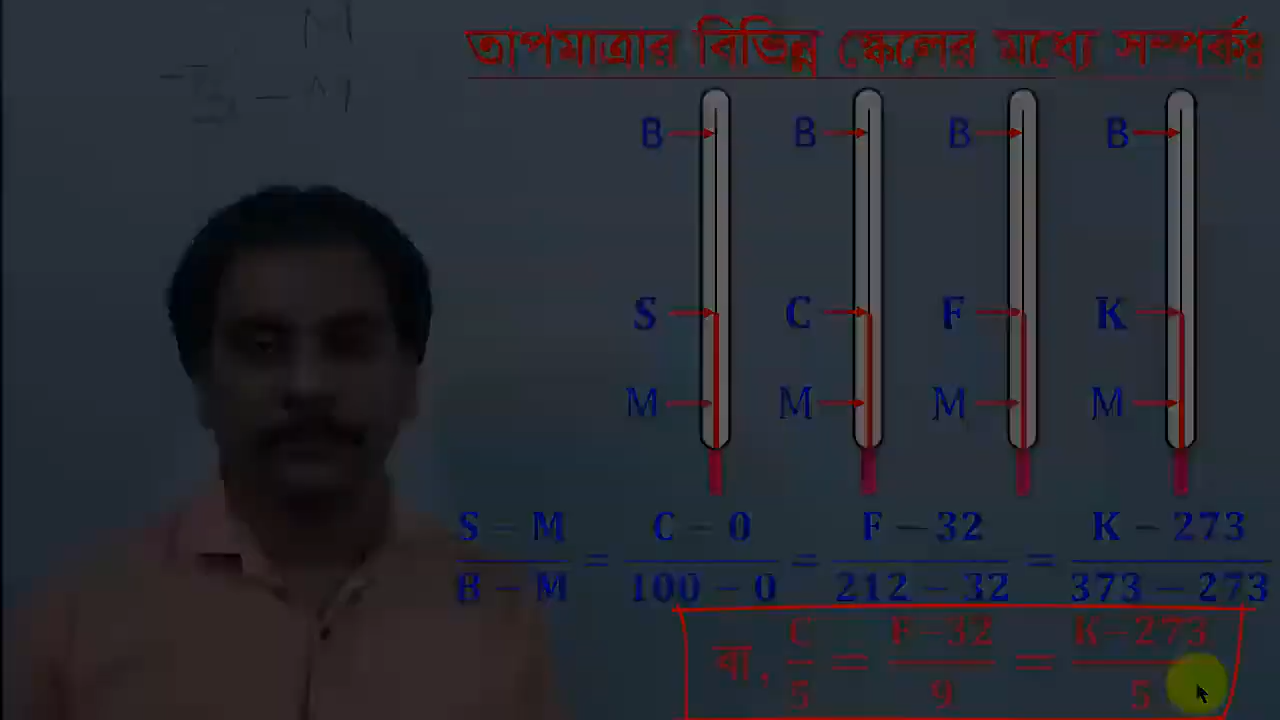 M
B – M
তাপমাত্রার বিভিন্ন স্কেলের মধ্যে সম্পর্কঃ
B B B B
S C F K
M M M M
S – M / B – M = C – 0 / 100 – 0 = F – 32 / 212 – 32 = K – 273 / 373 – 273
বা, C/5 = F–32/9 = K–273/5